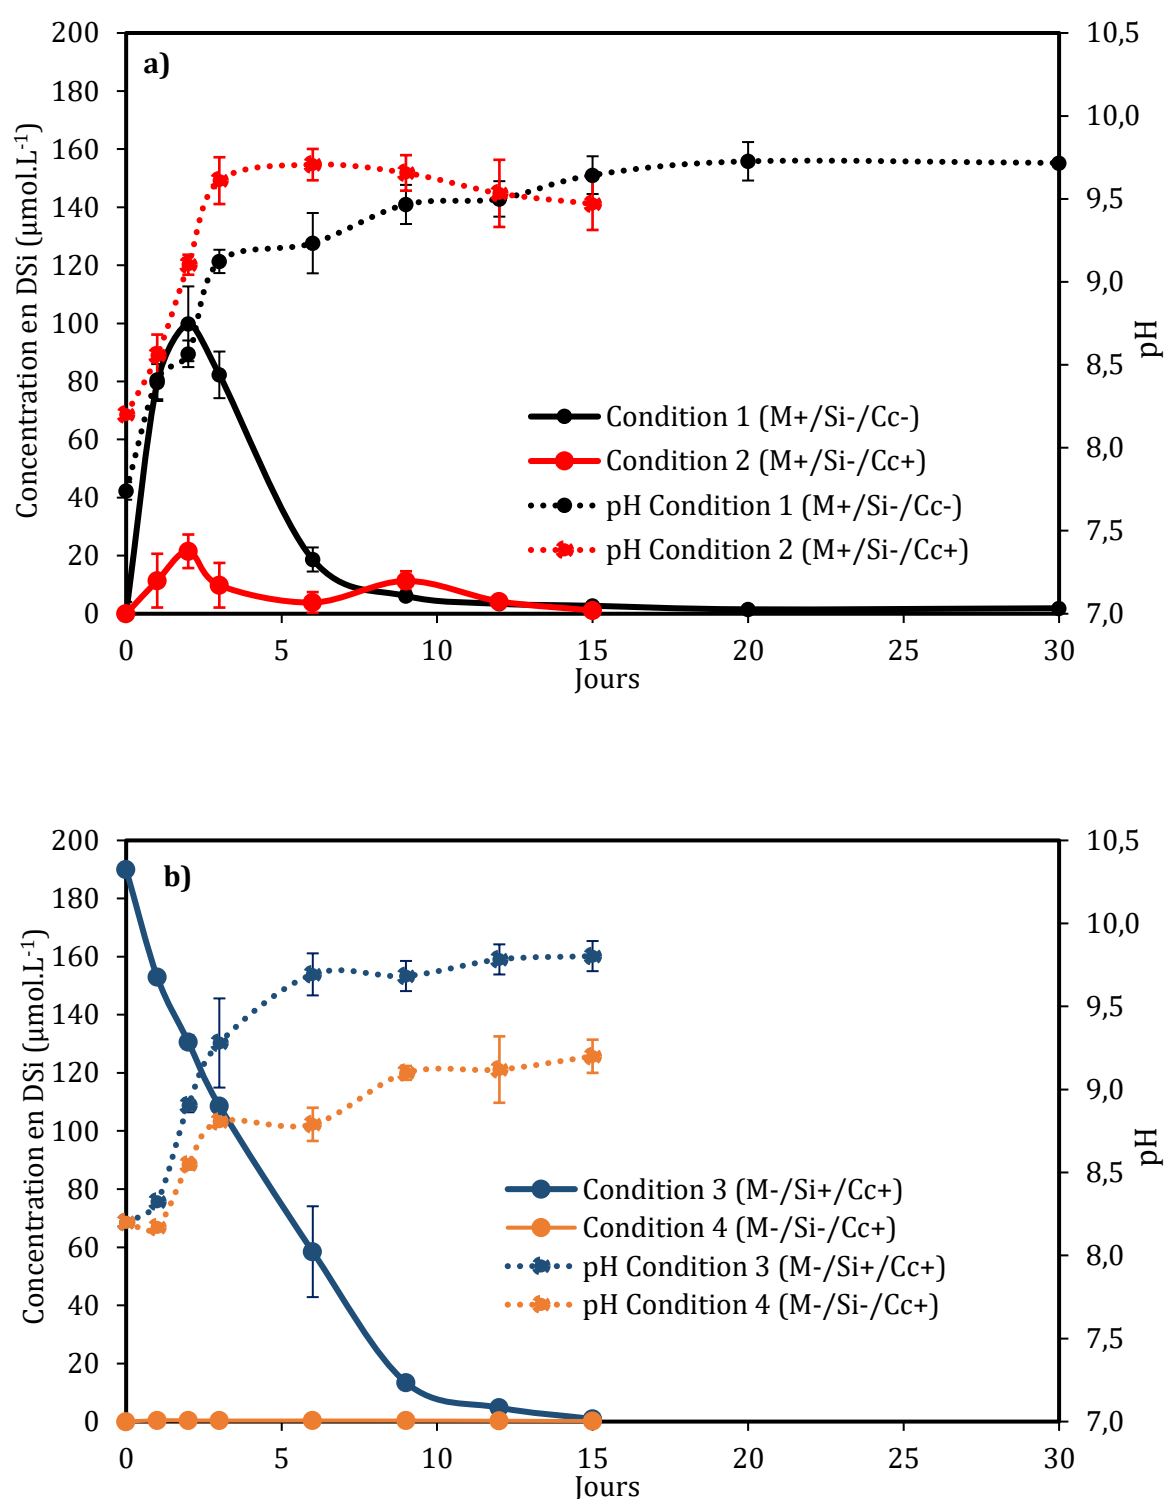 a)
Concentration en DSi (µmol.L-1)
200
180
160
140
120
100
80
60
40
20
0
10,5
10,0
9,5
9,0
8,5
8,0
7,5
7,0
pH
Condition 1 (M+/Si-/Cc-)
Condition 2 (M+/Si-/Cc+)
pH Condition 1 (M+/Si-/Cc-)
pH Condition 2 (M+/Si-/Cc+)
0 5 10 15 20 25 30
Jours
b)
Concentration en DSi (µmol.L-1)
200
180
160
140
120
100
80
60
40
20
0
10,5
10,0
9,5
9,0
8,5
8,0
7,5
7,0
pH
Condition 3 (M-/Si+/Cc+)
Condition 4 (M-/Si-/Cc+)
pH Condition 3 (M-/Si+/Cc+)
pH Condition 4 (M-/Si-/Cc+)
0 5 10 15 20 25 30
Jours